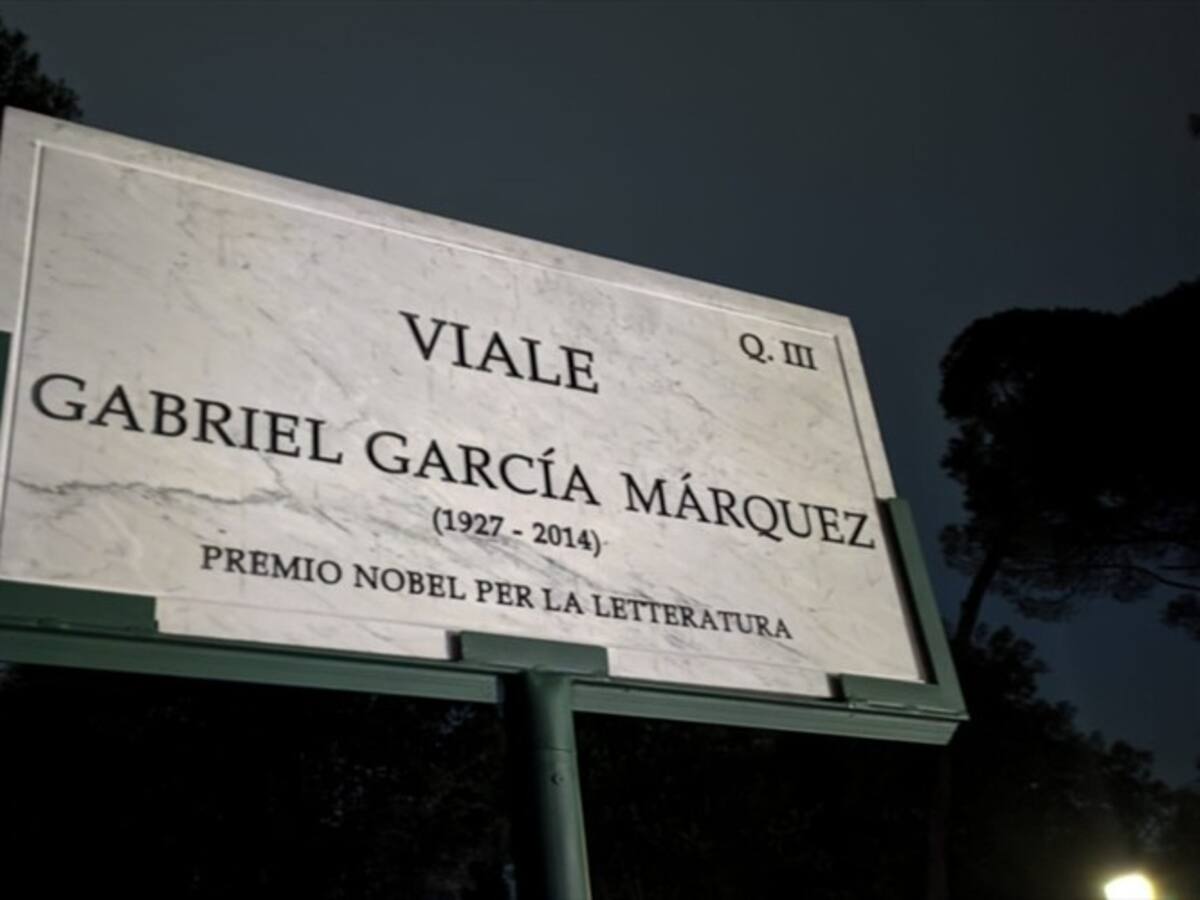 VIALE
Q. III
GABRIEL GARCÍA MÁRQUEZ
(1927 - 2014)
PREMIO NOBEL PER LA LETTERATURA